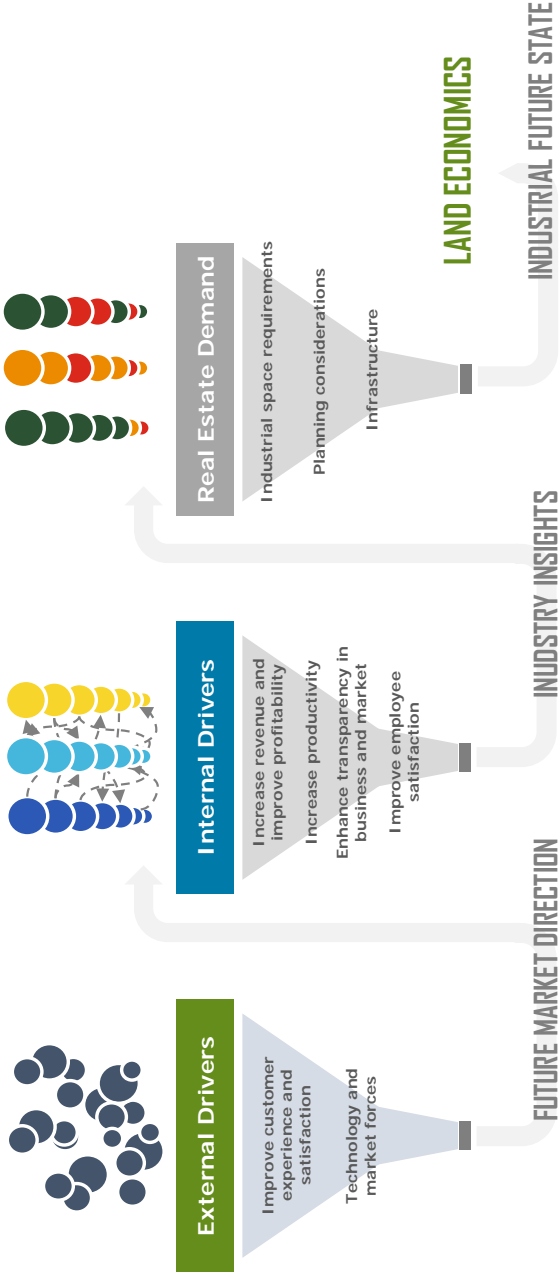 External Drivers
Improve customer
experience and
satisfaction
Technology and
market forces
FUTURE MARKET DIRECTION
Internal Drivers
Increase revenue and
improve profitability
Increase productivity
Enhance transparency in
business and market
Improve employee
satisfaction
INUDSTRY INSIGHTS
Real Estate Demand
Industrial space requirements
Planning considerations
Infrastructure
LAND ECONOMICS
INDUSTRIAL FUTURE STATE